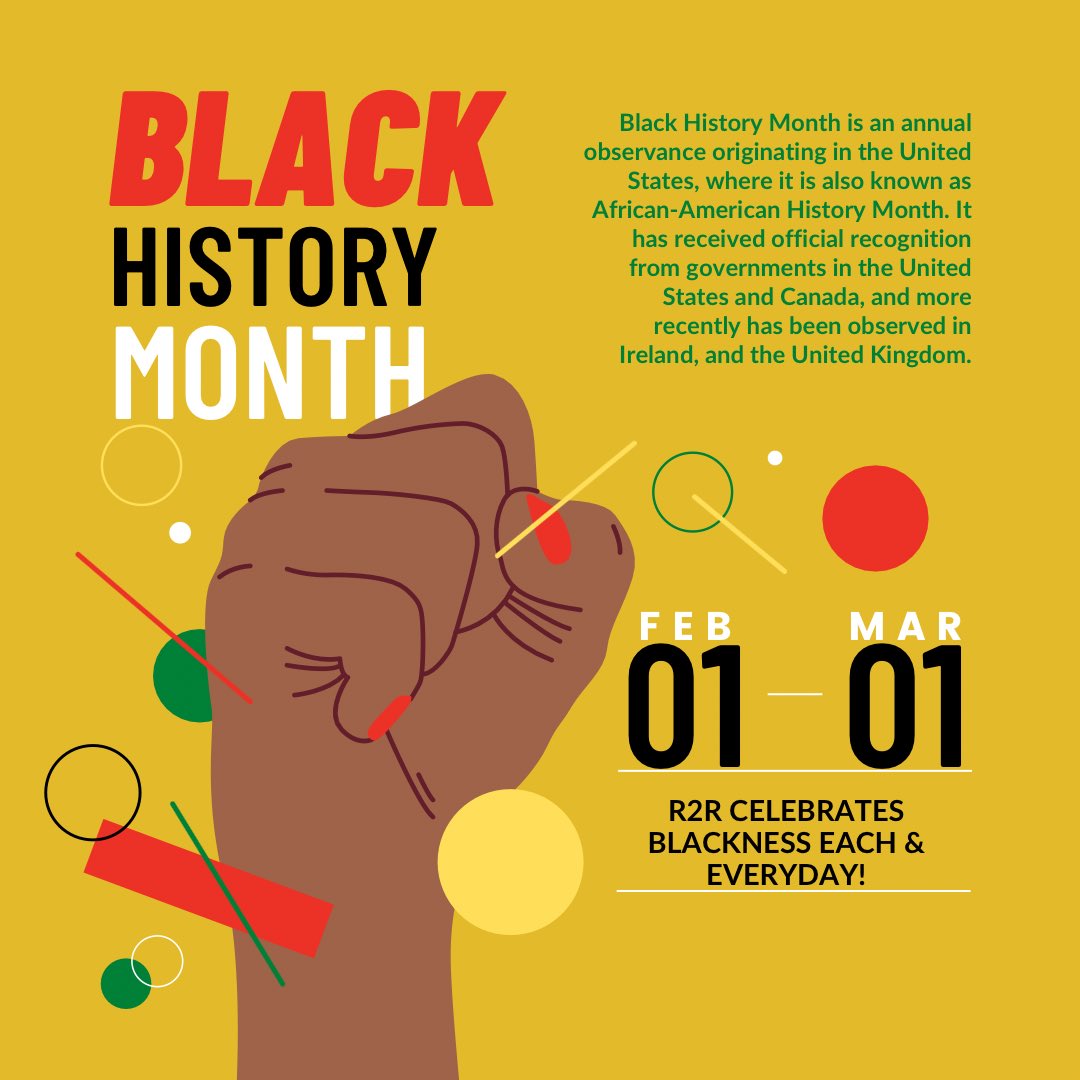 BLACK
HISTORY
MONTH
Black History Month is an annual
observance originating in the United
States, where it is also known as
African-American History Month. It
has received official recognition
from governments in the United
States and Canada, and more
recently has been observed in
Ireland, and the United Kingdom.
FEB MAR
01 — 01
R2R CELEBRATES
BLACKNESS EACH &
EVERYDAY!